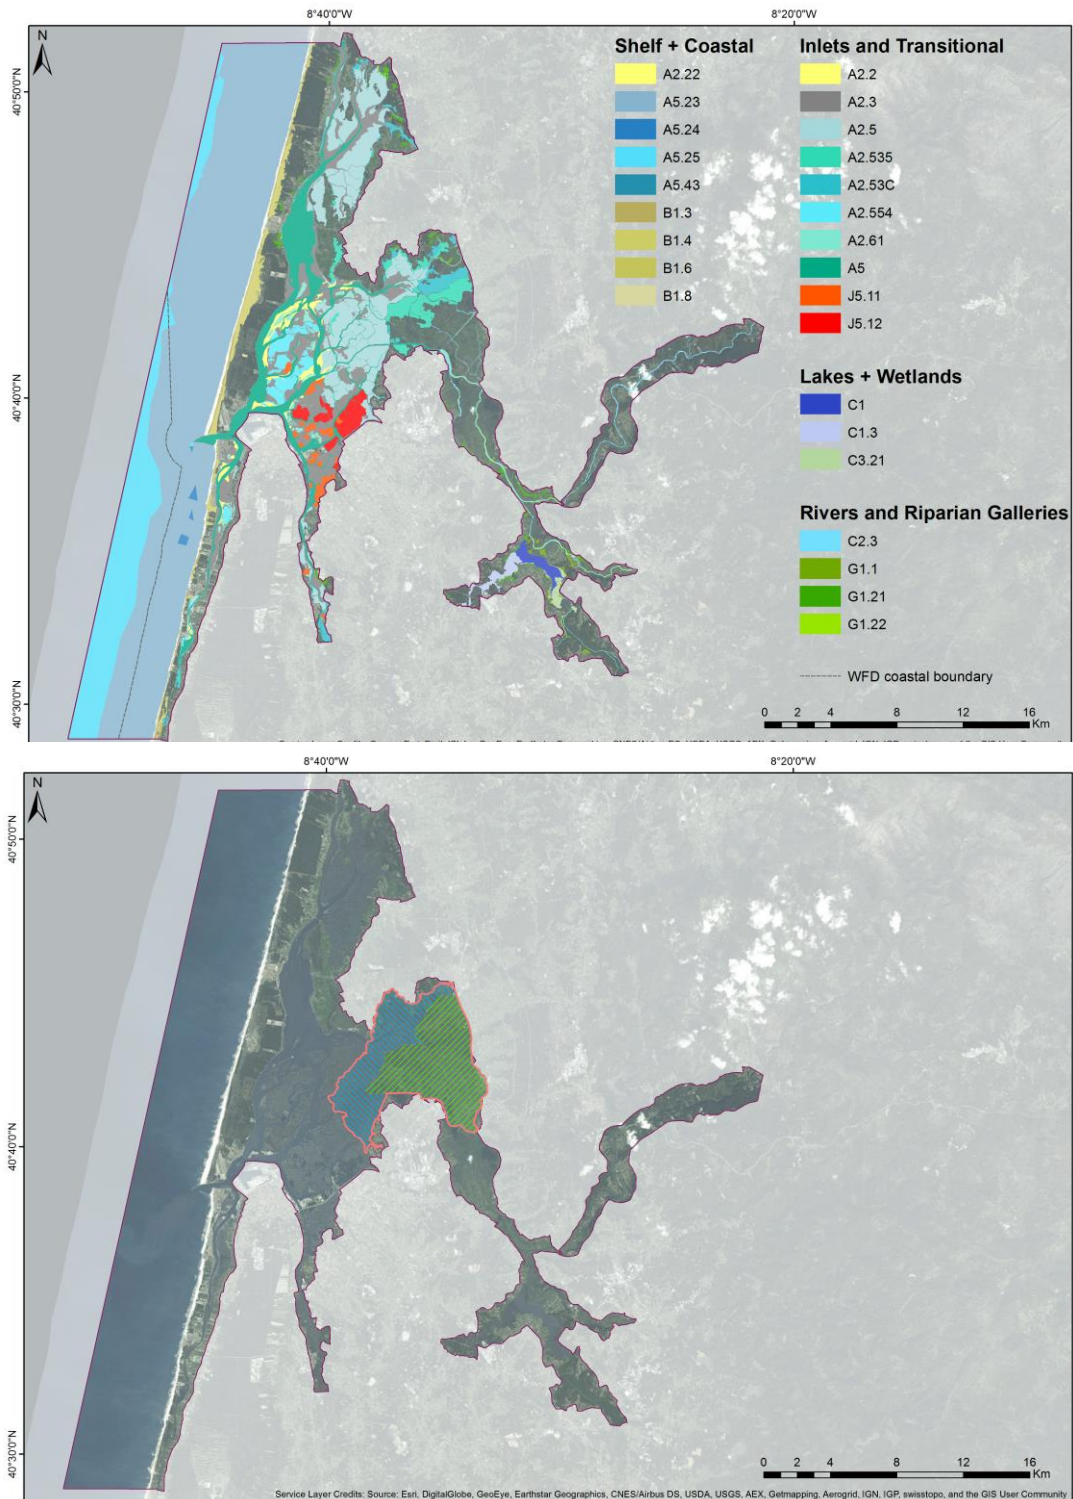 8°40'0"W
8°20'0"W
N
40°50'0"N
40°40'0"N
40°30'0"N
Shelf + Coastal
A2.22
A5.23
A5.24
A5.25
A5.43
B1.3
B1.4
B1.6
B1.8
Inlets and Transitional
A2.2
A2.3
A2.5
A2.535
A2.53C
A2.554
A2.61
A5
J5.11
J5.12
Lakes + Wetlands
C1
C1.3
C3.21
Rivers and Riparian Galleries
C2.3
G1.1
G1.21
G1.22
WFD coastal boundary
0 2 4 8 12 16
Km
8°40'0"W
8°20'0"W
N
40°50'0"N
40°40'0"N
40°30'0"N
0 2 4 8 12 16
Km
Service Layer Credits: Source: Esri, DigitalGlobe, GeoEye, Earthstar Geographics, CNES/Airbus DS, USDA, USGS, AEX, Getmapping, Aerogrid, IGN, IGP, swisstopo, and the GIS User Community